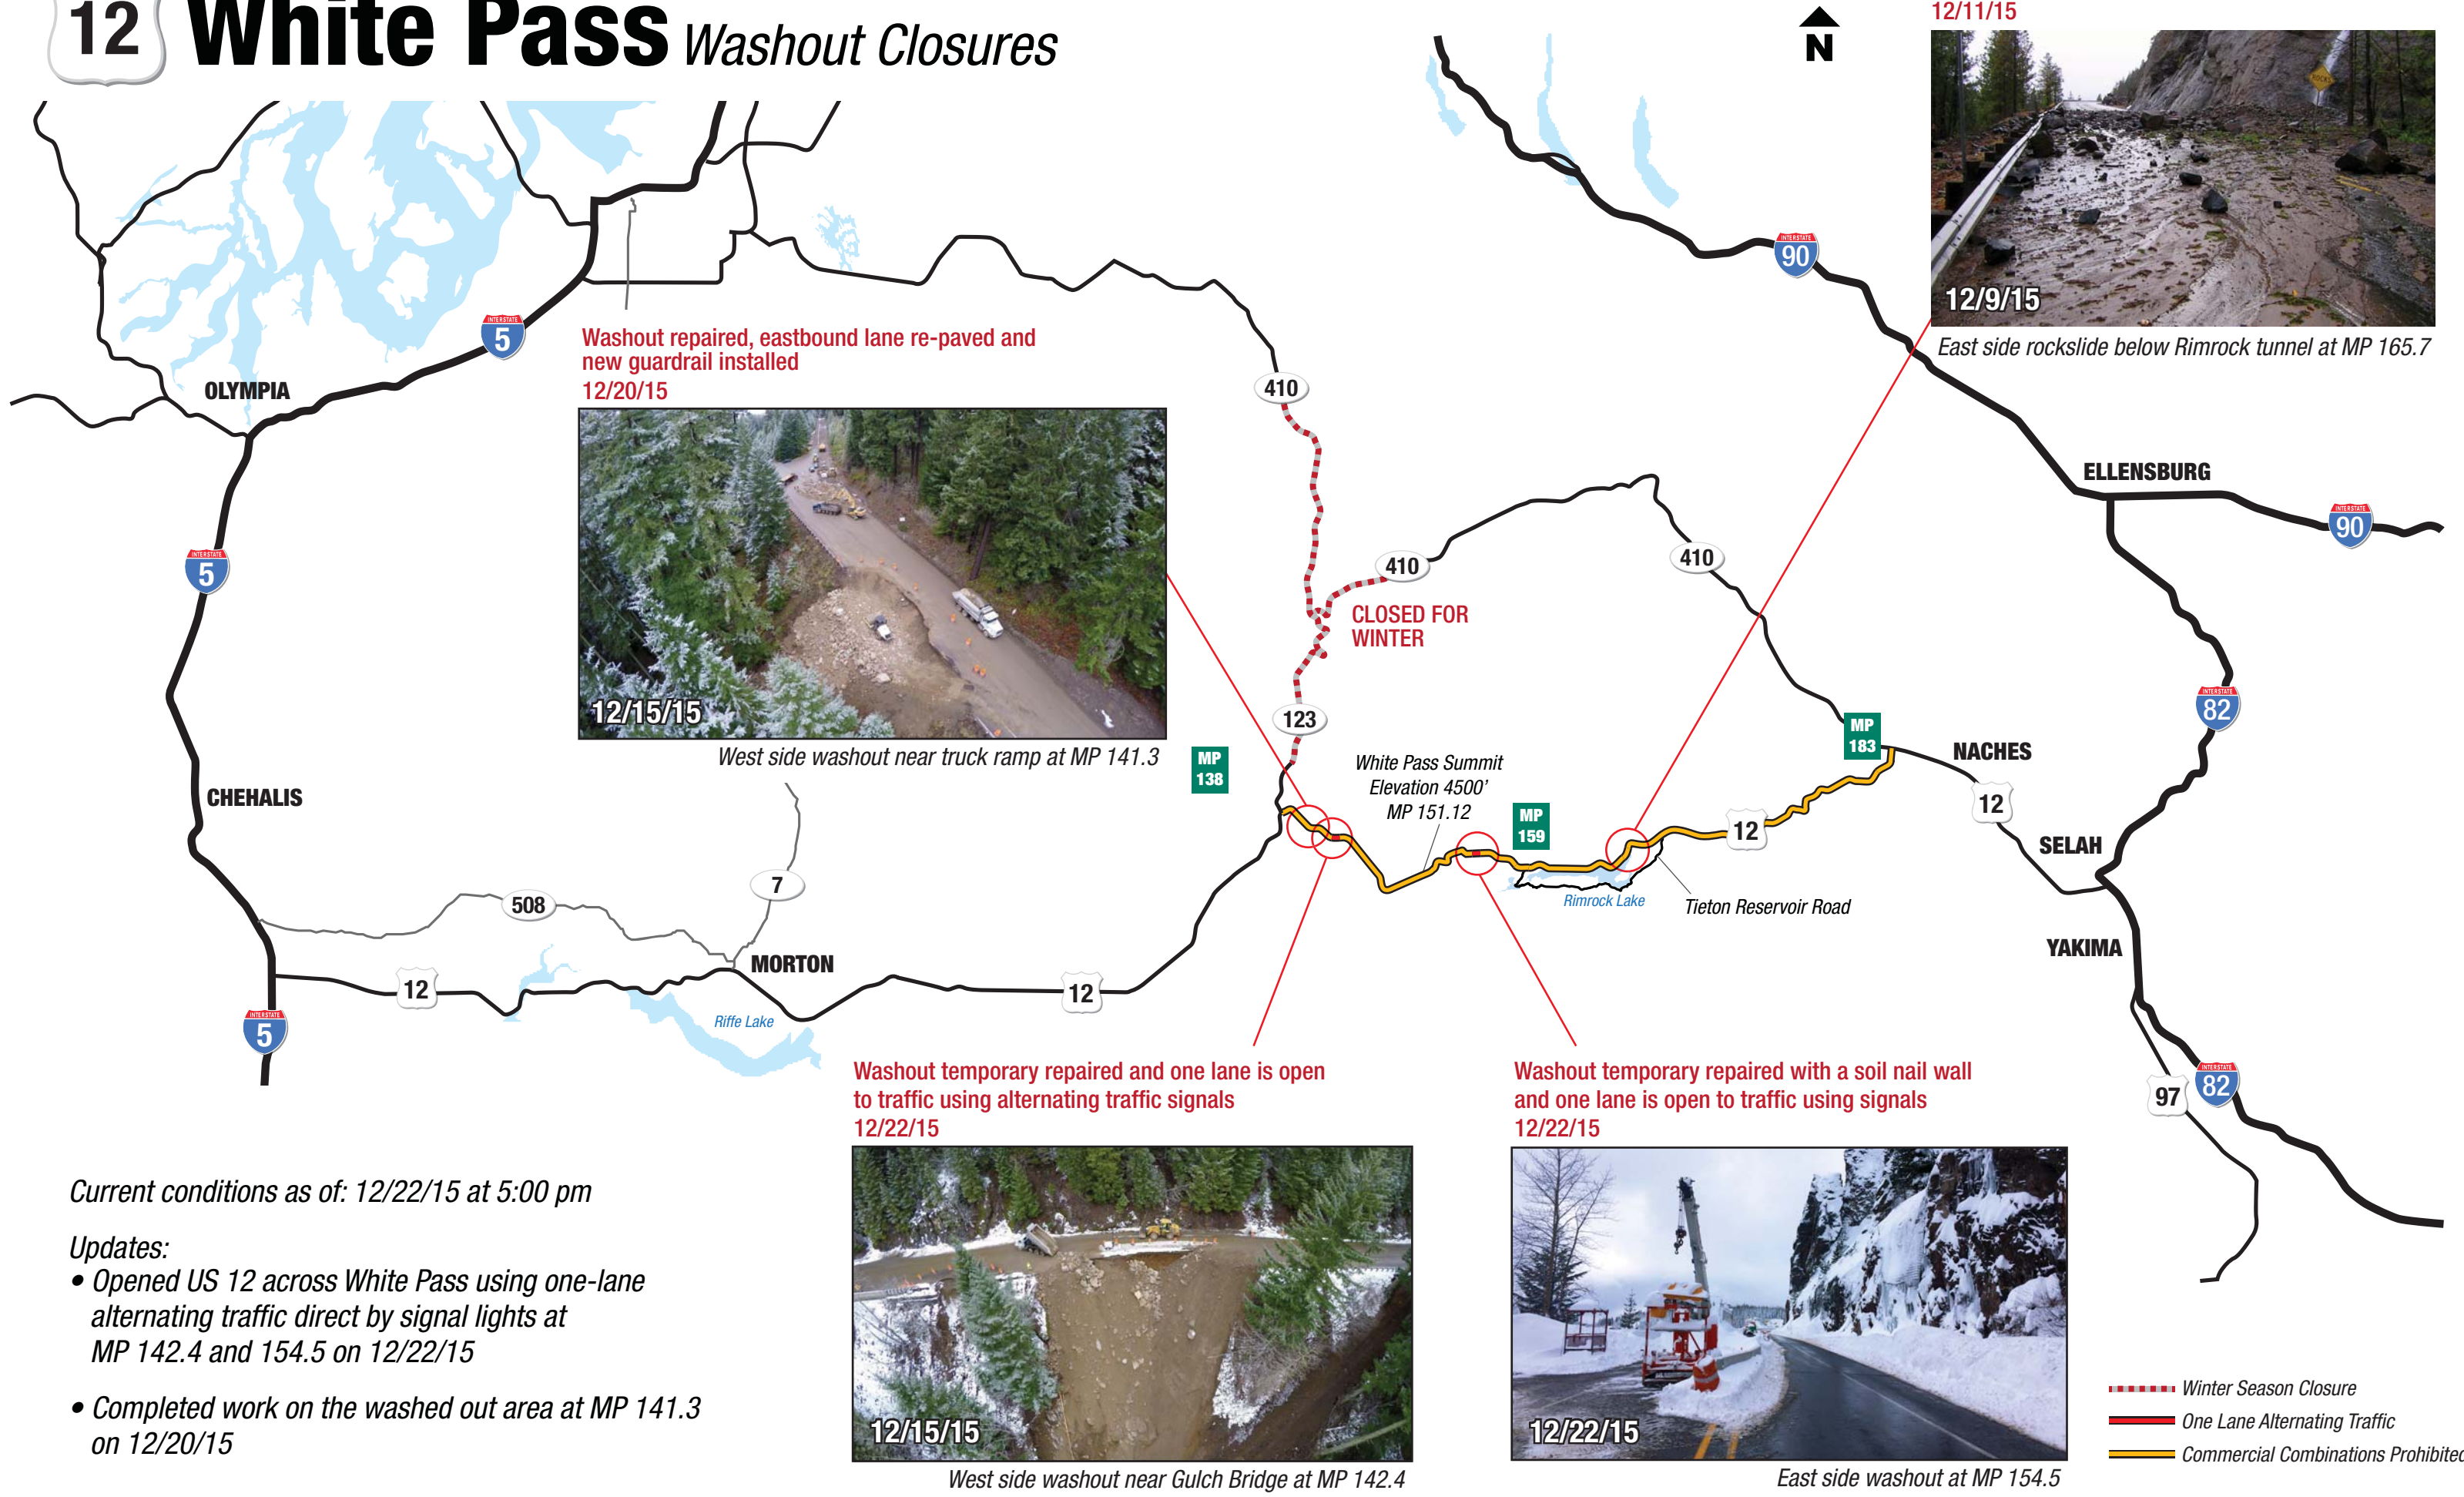 12 White Pass Washout Closures
N
12/11/15
ROCKS
12/9/15
East side rockslide below Rimrock tunnel at MP 165.7
INTERSTATE
90
INTERSTATE
5
OLYMPIA
Washout repaired, eastbound lane re-paved and
new guardrail installed
12/20/15
12/15/15
West side washout near truck ramp at MP 141.3
410
410
410
CLOSED FOR
WINTER
123
ELLENSBURG
INTERSTATE
90
INTERSTATE
5
INTERSTATE
82
MP
138
White Pass Summit
Elevation 4500'
MP 151.12
MP
159
MP
183
NACHES
12
12
SELAH
CHEHALIS
7
508
Rimrock Lake
Tieton Reservoir Road
YAKIMA
MORTON
12
12
Riffe Lake
INTERSTATE
5
INTERSTATE
82
97
Washout temporary repaired and one lane is open
to traffic using alternating traffic signals
12/22/15
12/15/15
West side washout near Gulch Bridge at MP 142.4
Washout temporary repaired with a soil nail wall
and one lane is open to traffic using signals
12/22/15
12/22/15
East side washout at MP 154.5
Current conditions as of: 12/22/15 at 5:00 pm
Updates:
• Opened US 12 across White Pass using one-lane
alternating traffic direct by signal lights at
MP 142.4 and 154.5 on 12/22/15
• Completed work on the washed out area at MP 141.3
on 12/20/15
Winter Season Closure
One Lane Alternating Traffic
Commercial Combinations Prohibited